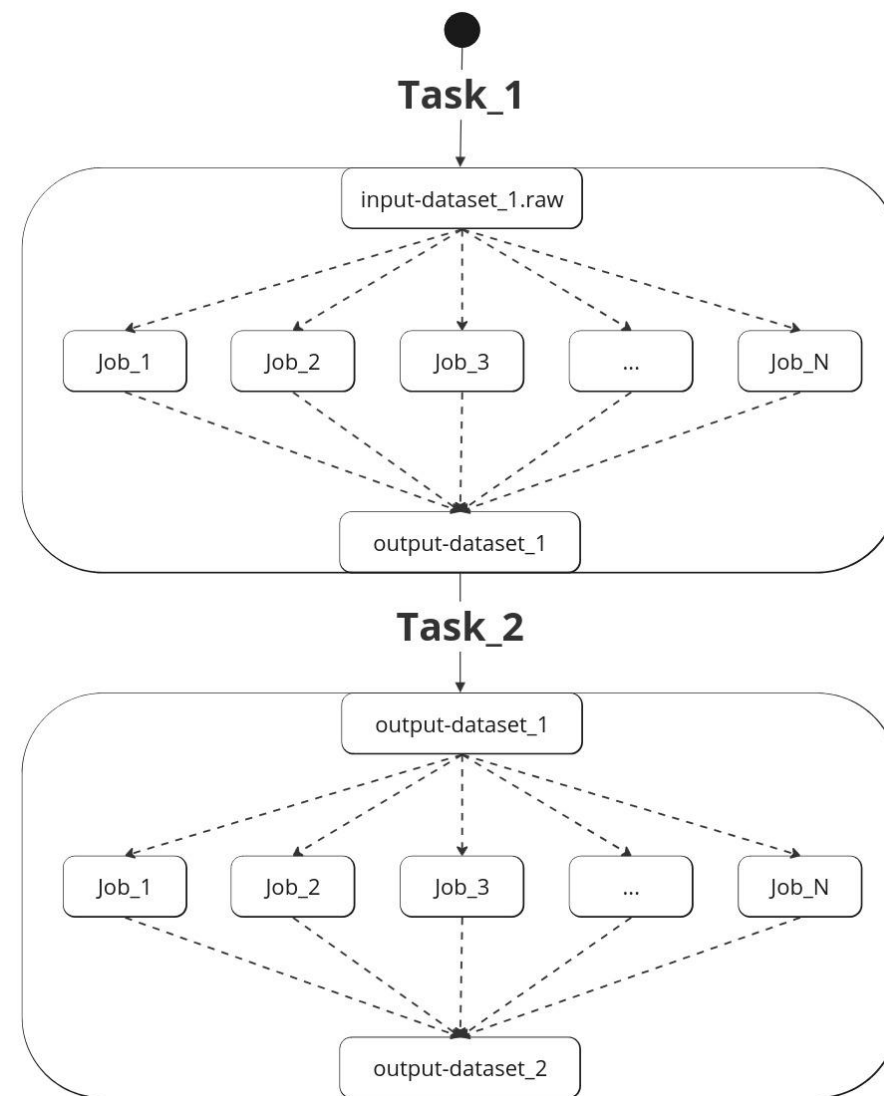 Task_1
input-dataset_1.raw
Job_1
Job_2
Job_3
...
Job_N
output-dataset_1
Task_2
output-dataset_1
Job_1
Job_2
Job_3
...
Job_N
output-dataset_2